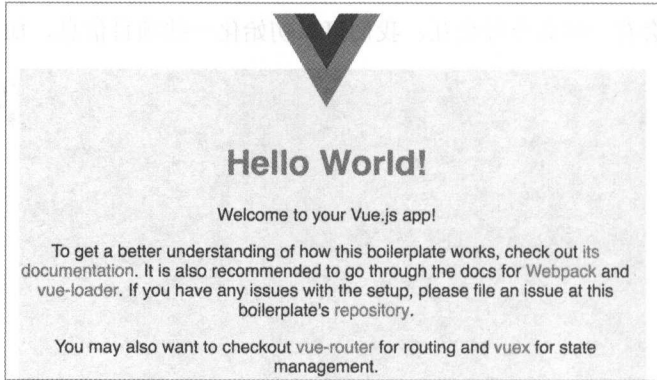 Hello World!
Welcome to your Vue.js app!
To get a better understanding of how this boilerplate works, check out its
documentation. It is also recommended to go through the docs for Webpack and
vue-loader. If you have any issues with the setup, please file an issue at this
boilerplate's repository.
You may also want to checkout vue-router for routing and vuex for state
management.